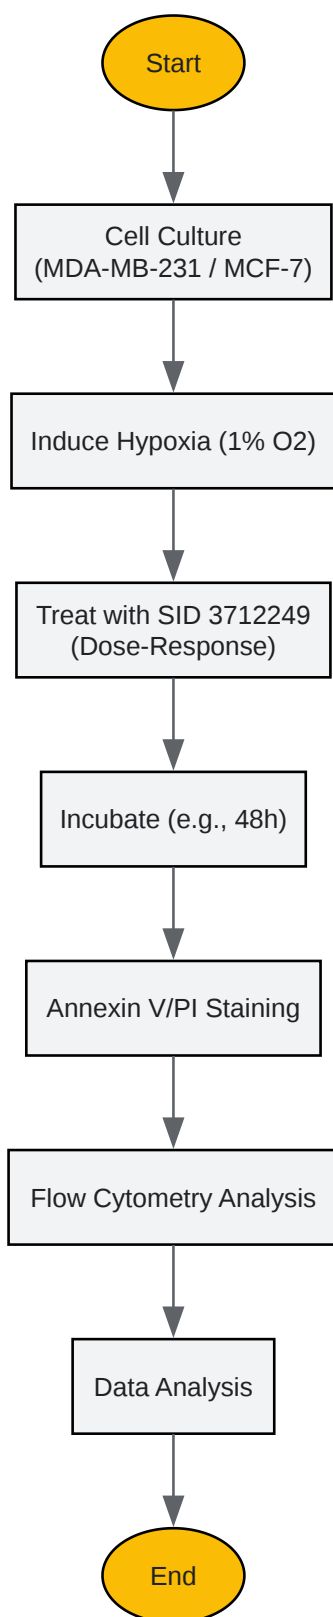 Start
Cell Culture
(MDA-MB-231 / MCF-7)
Induce Hypoxia (1% O2)
Treat with SID 3712249
(Dose-Response)
Incubate (e.g., 48h)
Annexin V/PI Staining
Flow Cytometry Analysis
Data Analysis
End